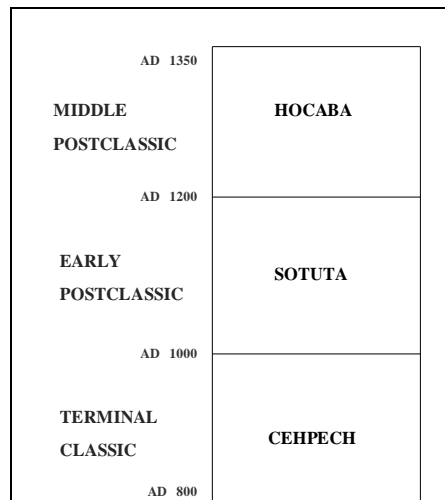 AD 1350
MIDDLE
POSTCLASSIC
HOCABA
AD 1200
EARLY
POSTCLASSIC
SOTUTA
AD 1000
TERMINAL
CLASSIC
CEHPECH
AD 800